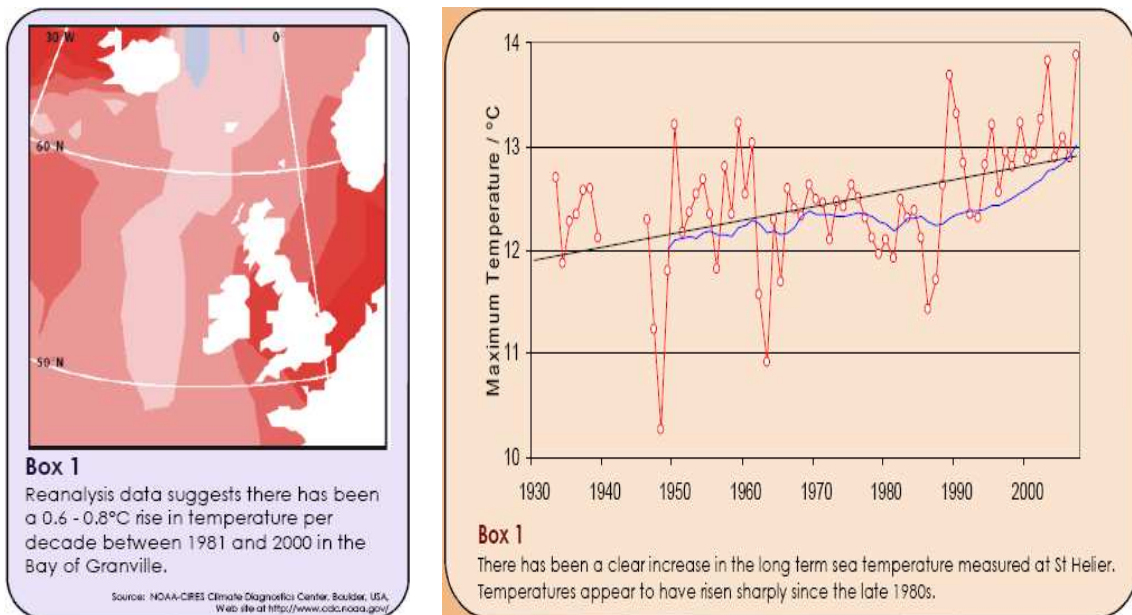 30 W
0
60 N
50 N
Box 1
Reanalysis data suggests there has been
a 0.6 - 0.8°C rise in temperature per
decade between 1981 and 2000 in the
Bay of Granville.
Source: NOAA-CIRES Climate Diagnostics Center, Boulder, USA,
Web site at http://www.cdc.noaa.gov/
Maximum Temperature / °C
14
13
12
11
10
1930 1940 1950 1960 1970 1980 1990 2000
Box 1
There has been a clear increase in the long term sea temperature measured at St Helier.
Temperatures appear to have risen sharply since the late 1980s.